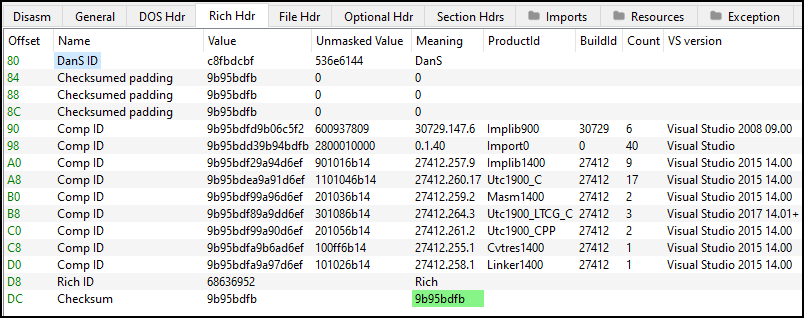 Disasm General DOS Hdr Rich Hdr File Hdr Optional Hdr Section Hdrs Imports Resources Exception
Offset Name Value Unmasked Value Meaning ProductId BuildId Count VS version
80 DanS ID c8fbdcbf 536e6144 DanS
84 Checksumed padding 9b95bdfb 0 0
88 Checksumed padding 9b95bdfb 0 0
8C Checksumed padding 9b95bdfb 0 0
90 Comp ID 9b95bdfd9b06c5f2 600937809 30729.147.6 Implib900 30729 6 Visual Studio 2008 09.00
98 Comp ID 9b95bdd39b94bdfb 2800010000 0.1.40 Import0 0 40 Visual Studio
A0 Comp ID 9b95bdf29a94d6ef 901016b14 27412.257.9 Implib1400 27412 9 Visual Studio 2015 14.00
A8 Comp ID 9b95bdea9a91d6ef 1101046b14 27412.260.17 Utc1900_C 27412 17 Visual Studio 2015 14.00
B0 Comp ID 9b95bdf99a96d6ef 201036b14 27412.259.2 Masm1400 27412 2 Visual Studio 2015 14.00
B8 Comp ID 9b95bdf89a9dd6ef 301086b14 27412.264.3 Utc1900_LTCG_C 27412 3 Visual Studio 2017 14.01+
C0 Comp ID 9b95bdf99a90d6ef 201056b14 27412.261.2 Utc1900_CPP 27412 2 Visual Studio 2015 14.00
C8 Comp ID 9b95bdfa9b6ad6ef 100ff6b14 27412.255.1 Cvtres1400 27412 1 Visual Studio 2015 14.00
D0 Comp ID 9b95bdfa9a97d6ef 101026b14 27412.258.1 Linker1400 27412 1 Visual Studio 2015 14.00
D8 Rich ID 68636952 Rich
DC Checksum 9b95bdfb 9b95bdfb